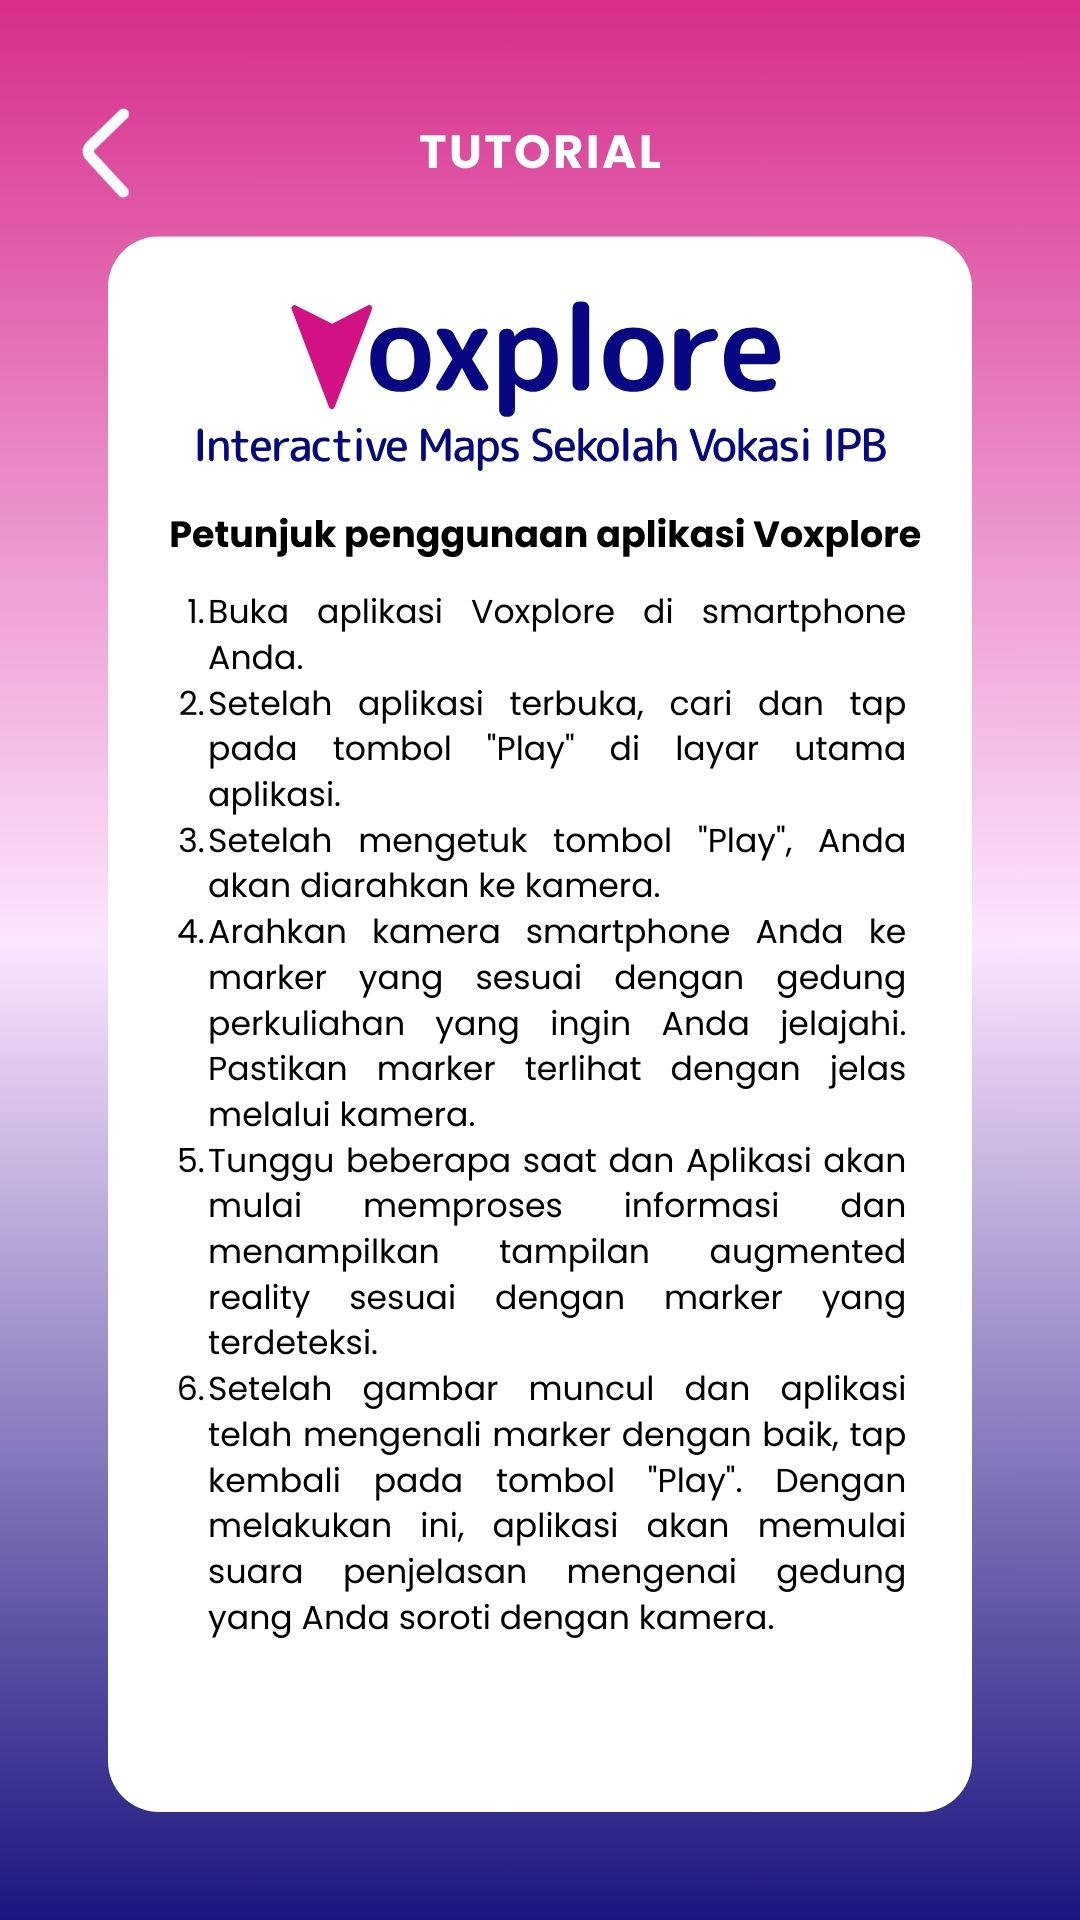 TUTORIAL
Voxplore
Interactive Maps Sekolah Vokasi IPB
Petunjuk penggunaan aplikasi Voxplore
1. Buka aplikasi Voxplore di smartphone
Anda.
2. Setelah aplikasi terbuka, cari dan tap
pada tombol "Play" di layar utama
aplikasi.
3. Setelah mengetuk tombol "Play", Anda
akan diarahkan ke kamera.
4. Arahkan kamera smartphone Anda ke
marker yang sesuai dengan gedung
perkuliahan yang ingin Anda jelajahi.
Pastikan marker terlihat dengan jelas
melalui kamera.
5. Tunggu beberapa saat dan Aplikasi akan
mulai memproses informasi dan
menampilkan tampilan augmented
reality sesuai dengan marker yang
terdeteksi.
6. Setelah gambar muncul dan aplikasi
telah mengenali marker dengan baik, tap
kembali pada tombol "Play". Dengan
melakukan ini, aplikasi akan memulai
suara penjelasan mengenai gedung
yang Anda soroti dengan kamera.